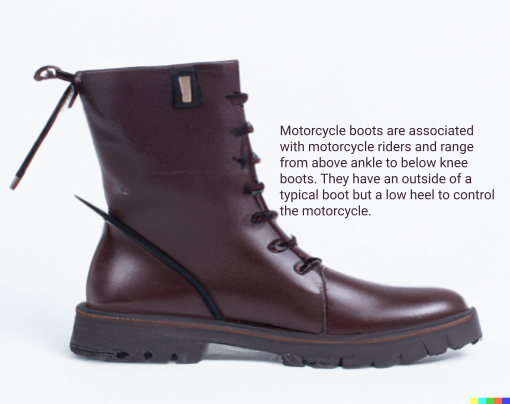 Motorcycle boots are associated
with motorcycle riders and range
from above ankle to below knee
boots. They have an outside of a
typical boot but a low heel to control
the motorcycle.